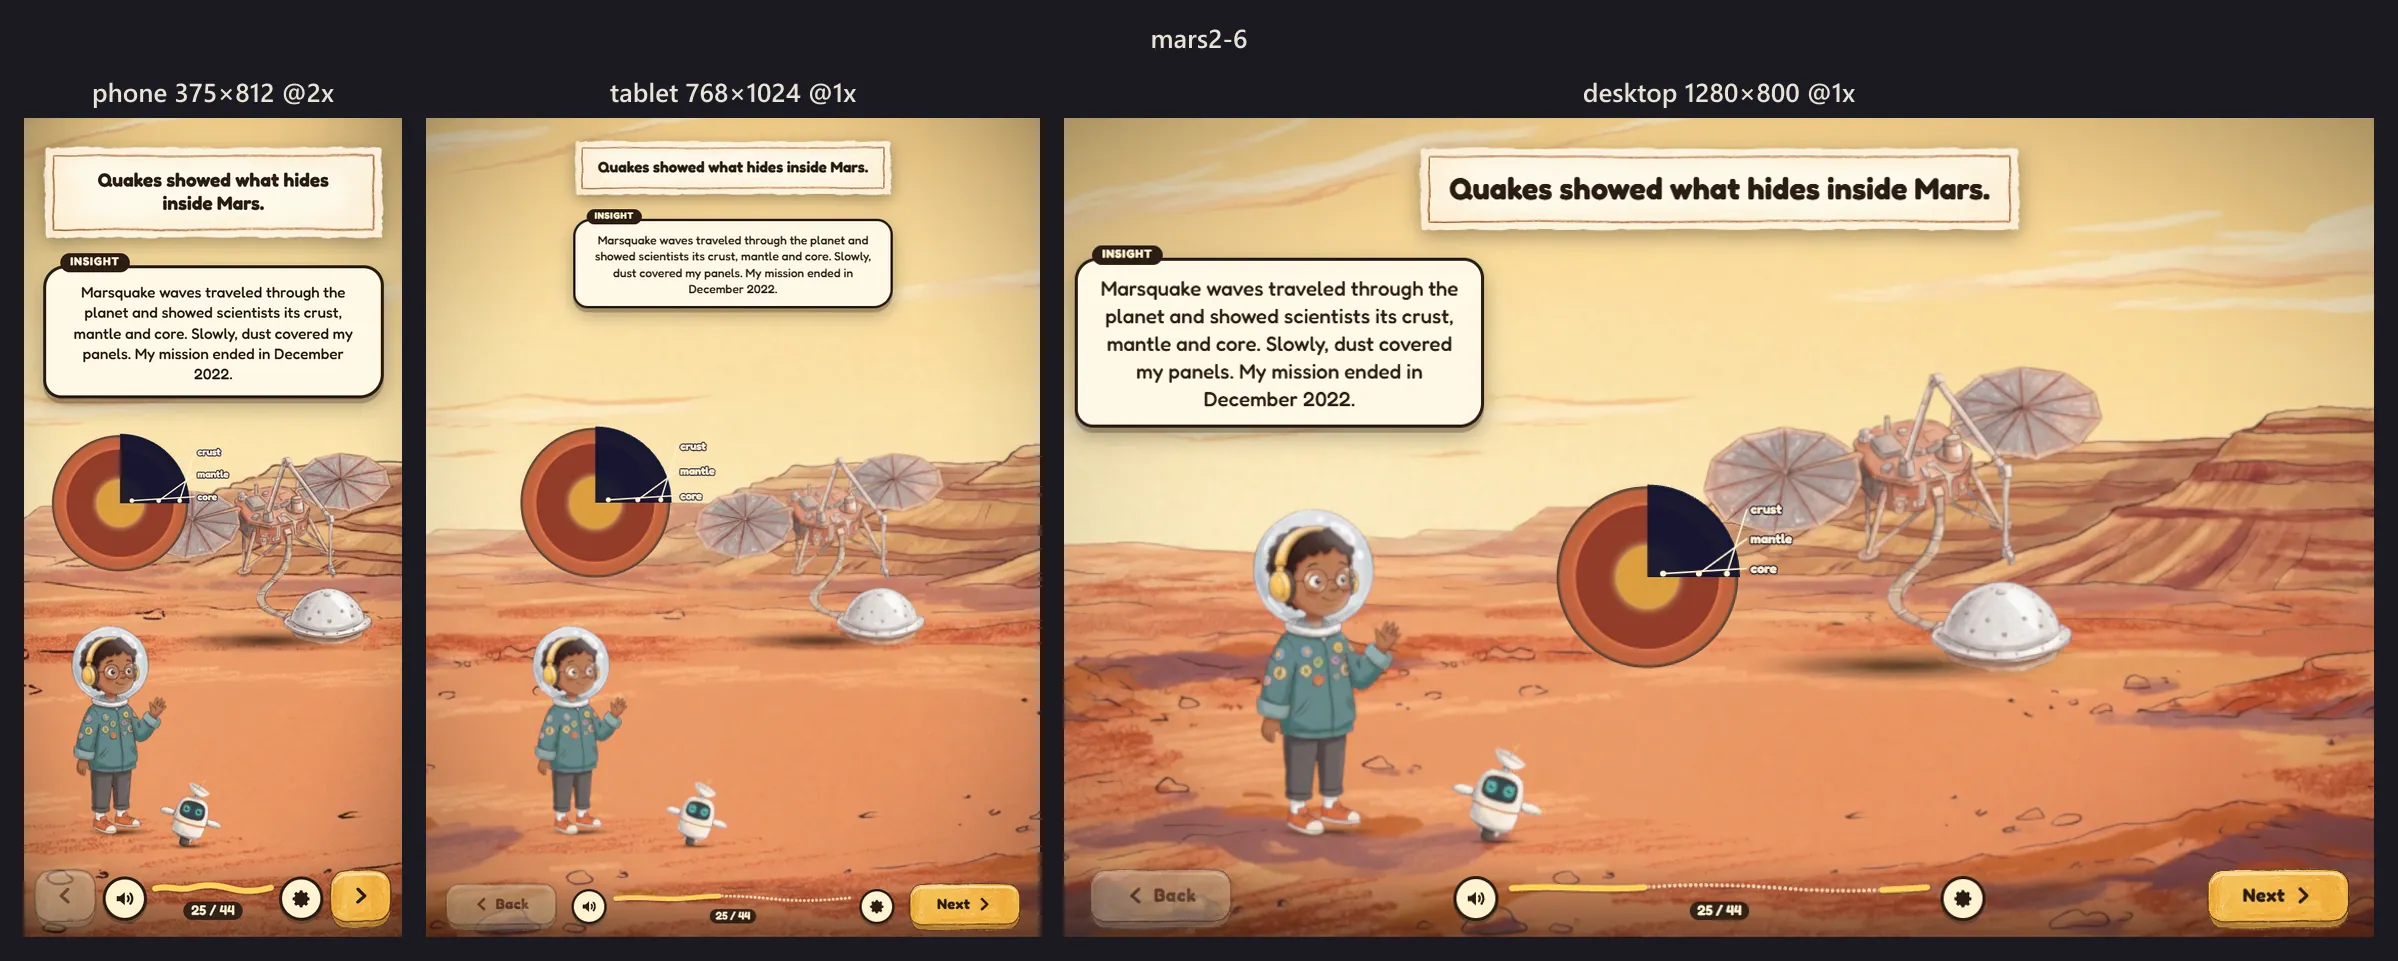 mars2-6
phone 375×812 @2x
Quakes showed what hides
inside Mars.
INSIGHT
Marsquake waves traveled through the
planet and showed scientists its crust,
mantle and core. Slowly, dust covered my
panels. My mission ended in December
2022.
crust
mantle
core
25 / 44
tablet 768×1024 @1x
Quakes showed what hides inside Mars.
INSIGHT
Marsquake waves traveled through the planet and
showed scientists its crust, mantle and core. Slowly,
dust covered my panels. My mission ended in
December 2022.
crust
mantle
core
Back
25 / 44
Next
desktop 1280×800 @1x
Quakes showed what hides inside Mars.
INSIGHT
Marsquake waves traveled through the
planet and showed scientists its crust,
mantle and core. Slowly, dust covered
my panels. My mission ended in
December 2022.
crust
mantle
core
Back
25 / 44
Next